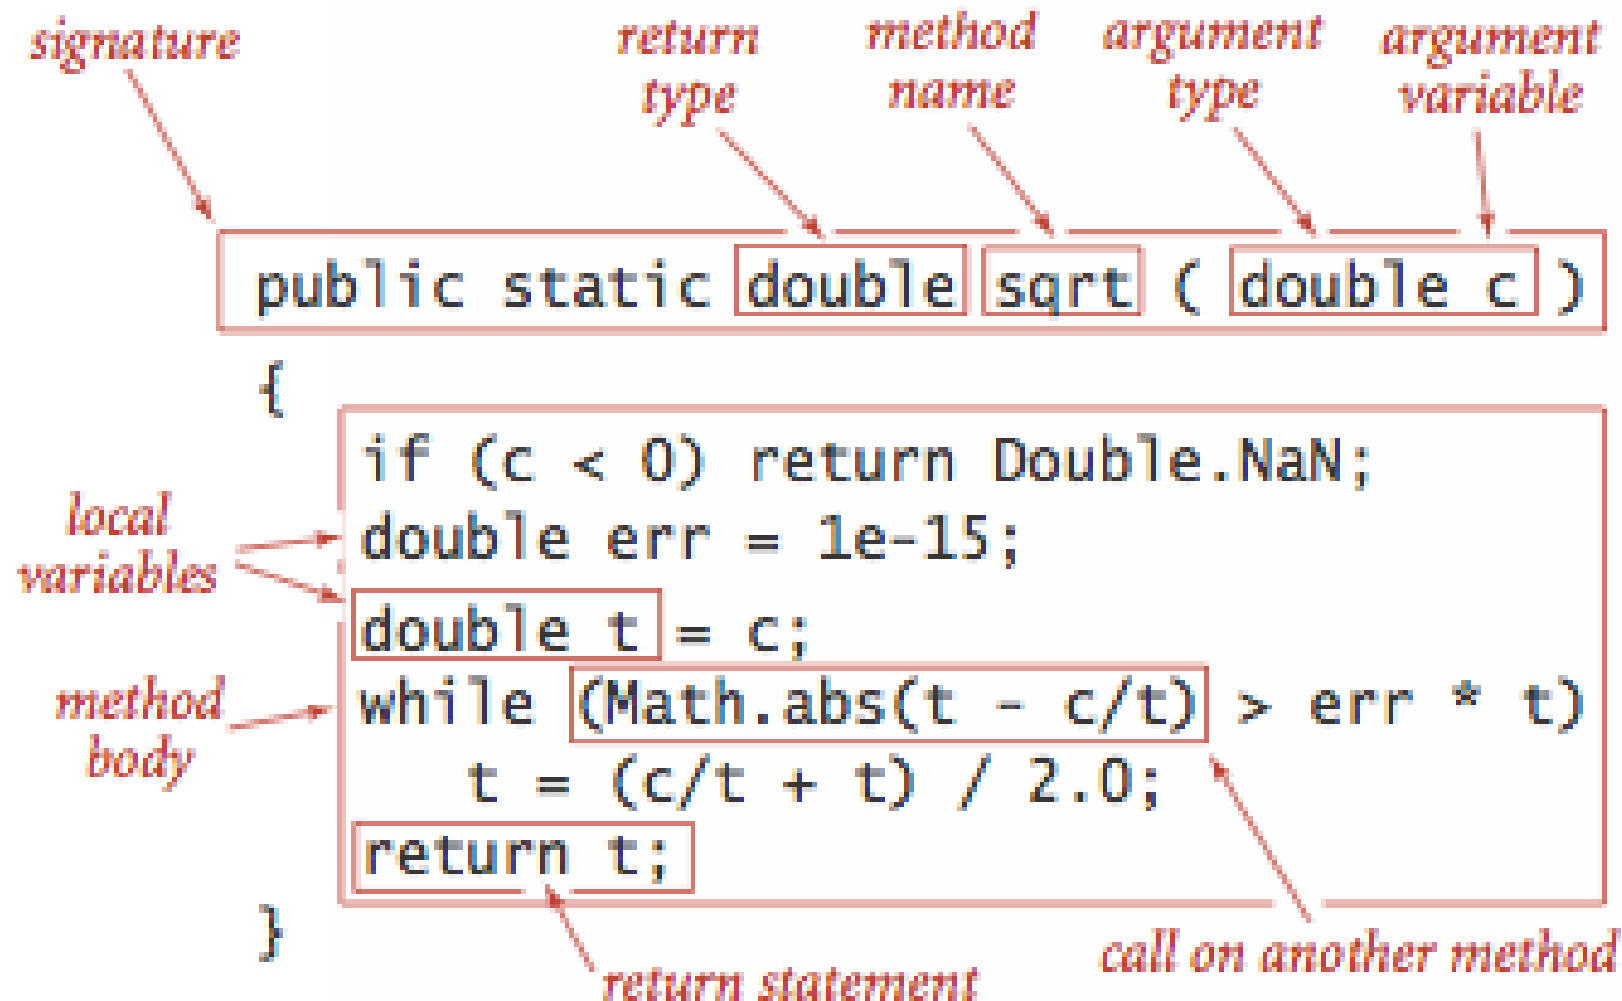 signature
return
type
method
name
argument
type
argument
variable
public static double sqrt ( double c )
{
if (c < 0) return Double.NaN;
double err = 1e-15;
local
variables
double t = c;
method
body
while (Math.abs(t - c/t) > err * t)
t = (c/t + t) / 2.0;
return t;
}
call on another method
return statement